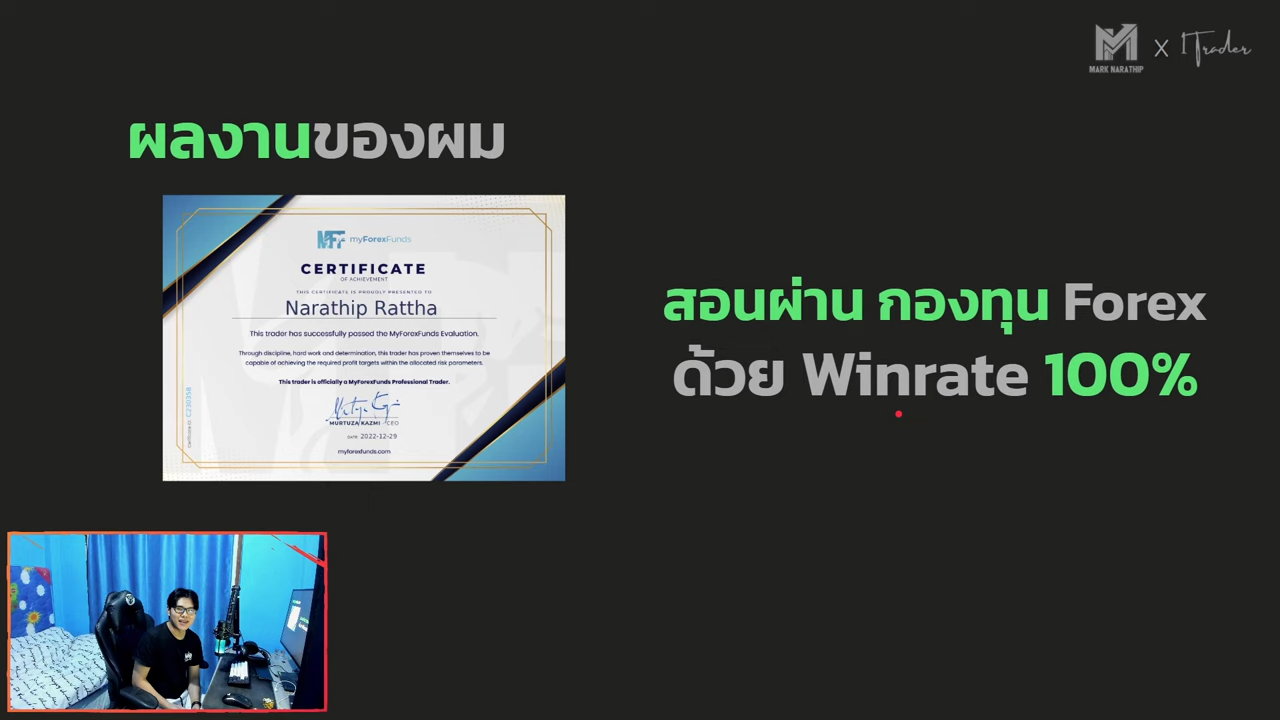 MARK NARATHIP
X
1Trader
ผลงานของผม
MFF myForexFunds
CERTIFICATE
OF ACHIEVEMENT
THIS CERTIFICATE IS PROUDLY PRESENTED TO
Narathip Rattha
This trader has successfully passed the MyForexFunds Evaluation.
Through discipline, hard work and determination, this trader has proven themselves to be
capable of achieving the required profit targets within the allocated risk parameters.
This trader is officially a MyForexFunds Professional Trader.
MURTUZA KAZMI CEO
DATE 2022-12-29
myforexfunds.com
สอนผ่าน กองทุน Forex
ด้วย Winrate 100%